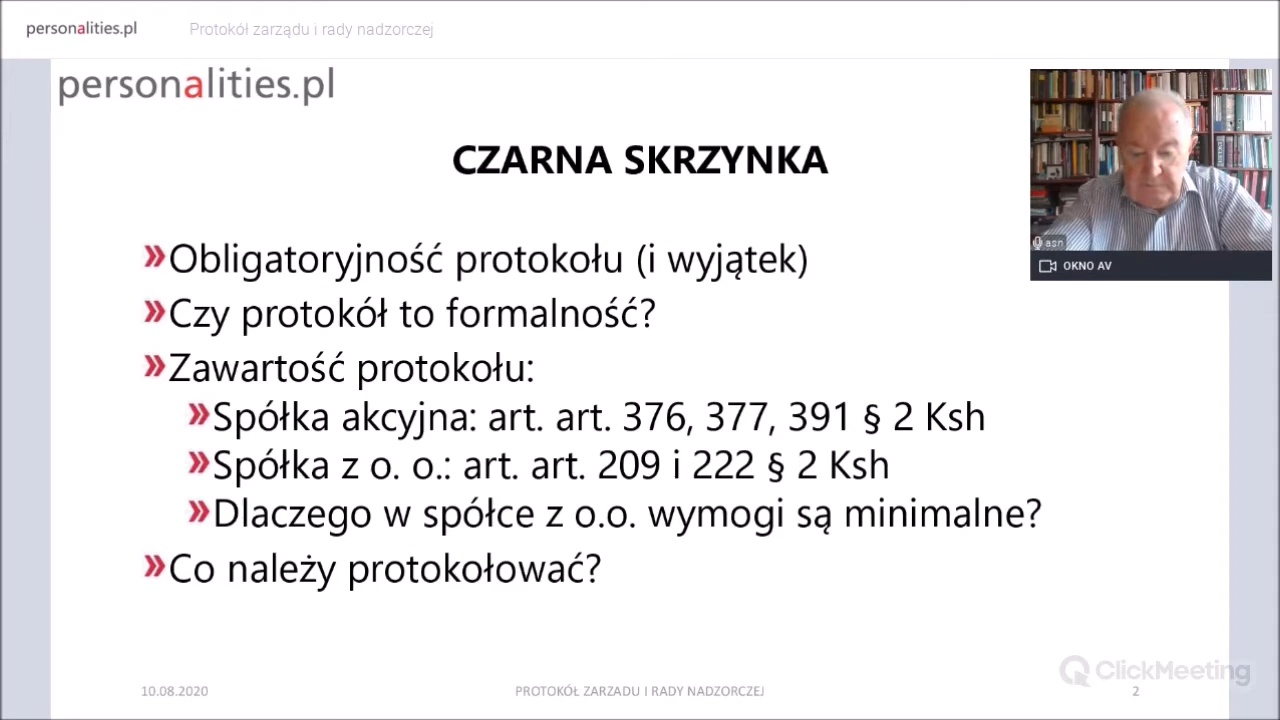 personalities.pl
Protokół zarządu i rady nadzorczej
personalities.pl
CZARNA SKRZYNKA
»Obligatoryjność protokołu (i wyjątek)
»Czy protokół to formalność?
»Zawartość protokołu:
»Spółka akcyjna: art. art. 376, 377, 391 § 2 Ksh
»Spółka z o. o.: art. art. 209 i 222 § 2 Ksh
»Dlaczego w spółce z o.o. wymogi są minimalne?
»Co należy protokołować?
asn
OKNO AV
ClickMeeting
10.08.2020
PROTOKÓŁ ZARZADU I RADY NADZORCZEJ
2